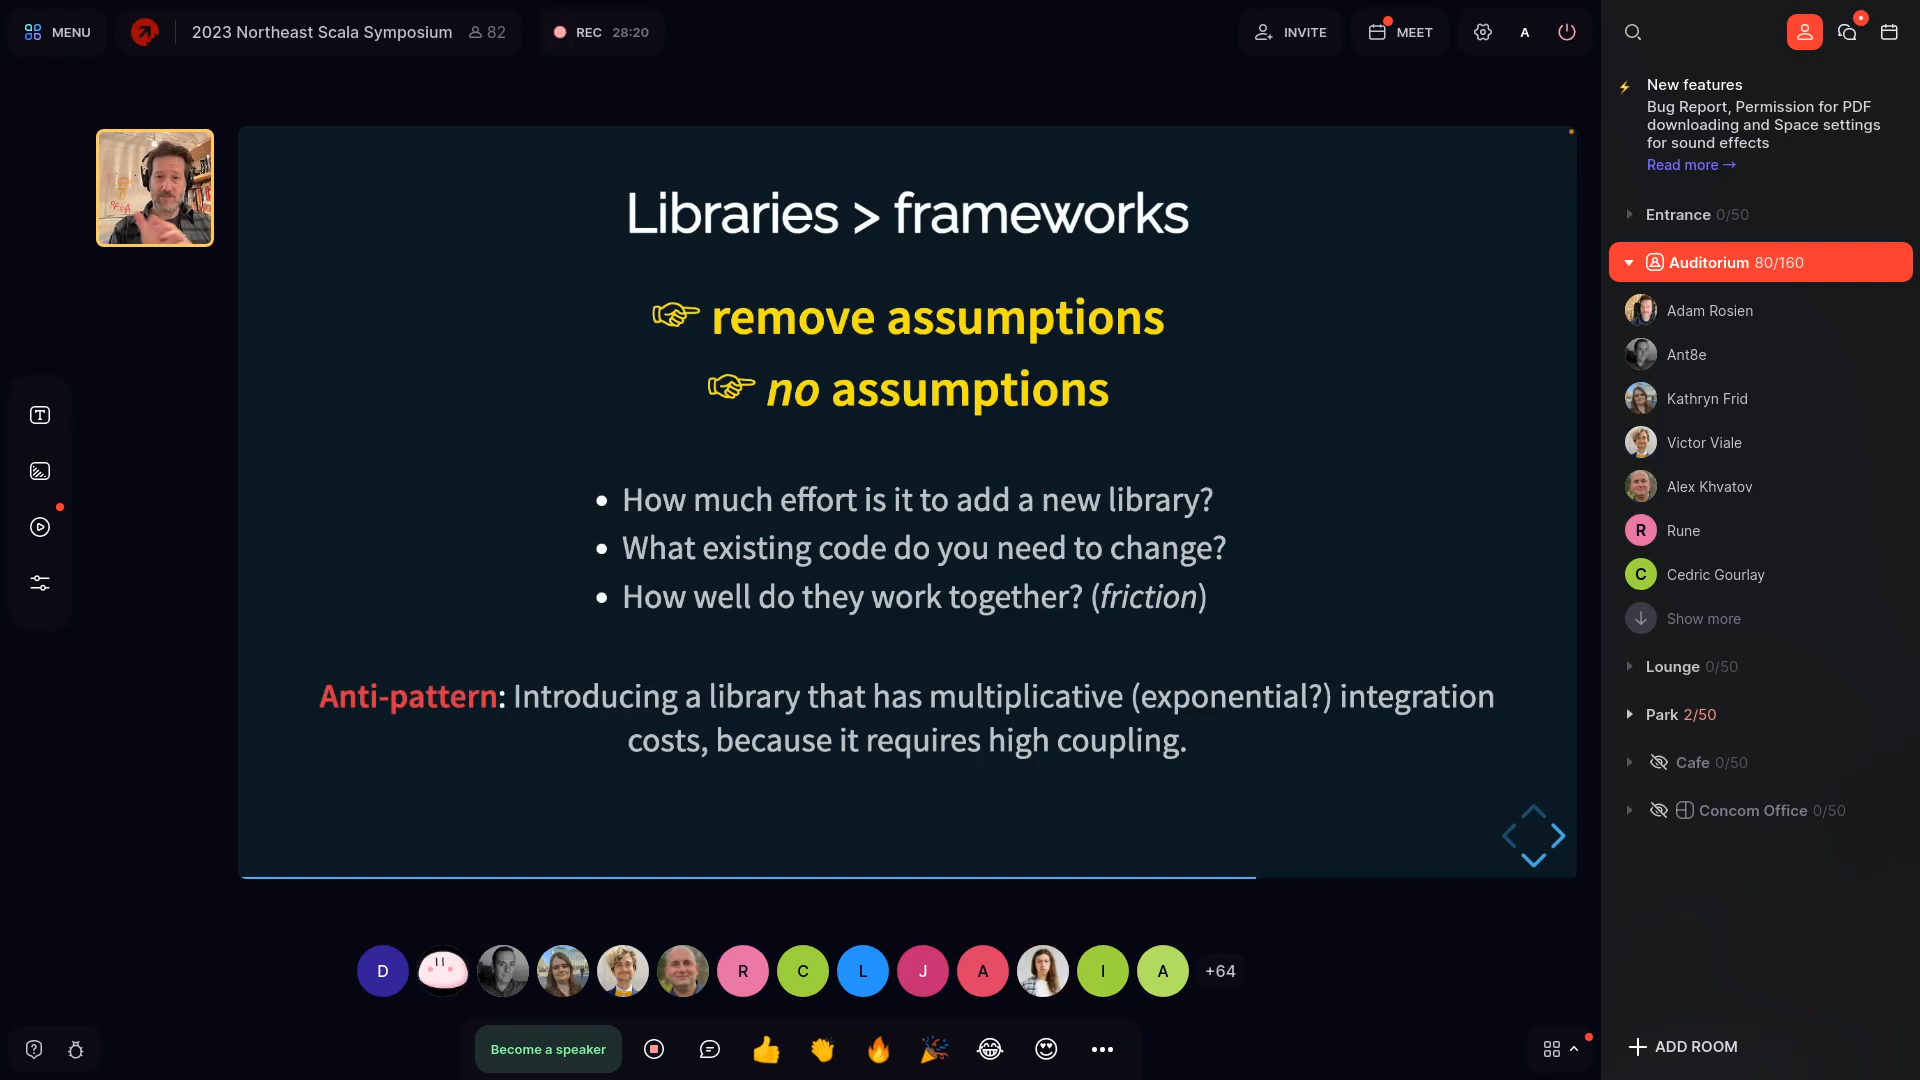 MENU
2023 Northeast Scala Symposium
82
REC 28:20
INVITE
MEET
A
New features
Bug Report, Permission for PDF
downloading and Space settings
for sound effects
Read more →
Libraries > frameworks
☞ remove assumptions
☞ no assumptions
• How much effort is it to add a new library?
• What existing code do you need to change?
• How well do they work together? (friction)
Anti-pattern: Introducing a library that has multiplicative (exponential?) integration
costs, because it requires high coupling.
Entrance 0/50
Auditorium 80/160
Adam Rosien
Ant8e
Kathryn Frid
Victor Viale
Alex Khvatov
R
Rune
C
Cedric Gourlay
Show more
Lounge 0/50
Park 2/50
Cafe 0/50
Concom Office 0/50
D
R
C
L
J
A
I
A
+64
Become a speaker
ADD ROOM